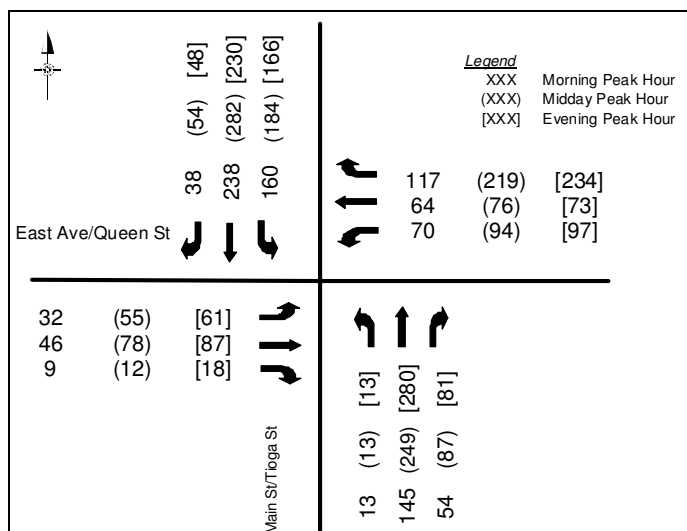 38 (54) [48]
238 (282) [230]
160 (184) [166]
Legend
XXX Morning Peak Hour
(XXX) Midday Peak Hour
[XXX] Evening Peak Hour
117 (219) [234]
64 (76) [73]
70 (94) [97]
East Ave/Queen St
32 (55) [61]
46 (78) [87]
9 (12) [18]
Main St/Tioga St
13 (13) [13]
145 (249) [280]
54 (87) [81]